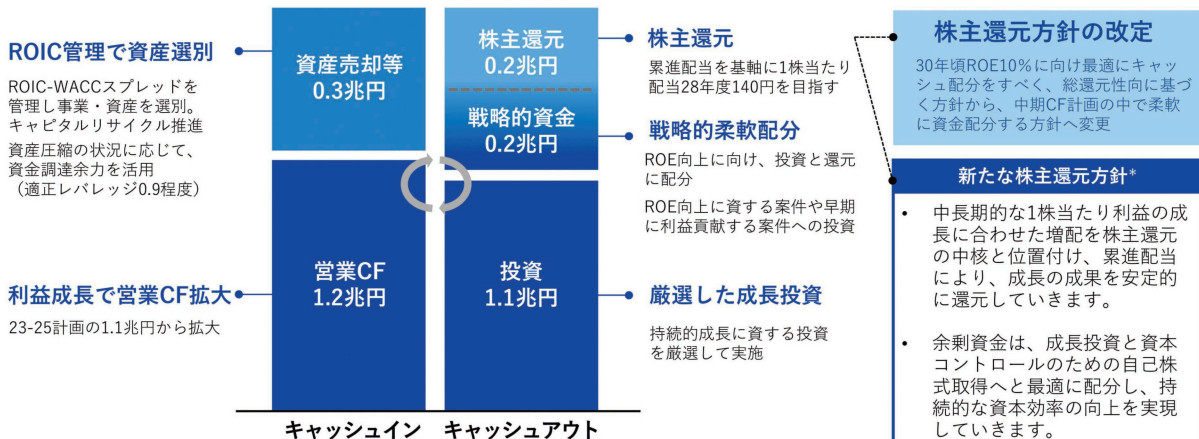 ROIC管理で資産選別
ROIC-WACCスプレッドを
管理し事業・資産を選別。
キャピタルリサイクル推進
資産圧縮の状況に応じて、
資金調達余力を活用
（適正レバレッジ0.9程度）
利益成長で営業CF拡大
23-25計画の1.1兆円から拡大
資産売却等
0.3兆円
営業CF
1.2兆円
キャッシュイン
株主還元
0.2兆円
戦略的資金
0.2兆円
投資
1.1兆円
キャッシュアウト
株主還元
累進配当を基軸に1株当たり
配当28年度140円を目指す
戦略的柔軟配分
ROE向上に向け、投資と還元
に配分
ROE向上に資する案件や早期
に利益貢献する案件への投資
厳選した成長投資
持続的成長に資する投資
を厳選して実施
株主還元方針の改定
30年頃ROE10%に向け最適にキャッ
シュ配分をすべく、総還元性向に基づ
く方針から、中期CF計画の中で柔軟
に資金配分する方針へ変更
新たな株主還元方針*
• 中長期的な1株当たり利益の成
長に合わせた増配を株主還元
の中核と位置付け、累進配当
により、成長の成果を安定的
に還元していきます。
• 余剰資金は、成長投資と資本
コントロールのための自己株
式取得へと最適に配分し、持
続的な資本効率の向上を実現
していきます。